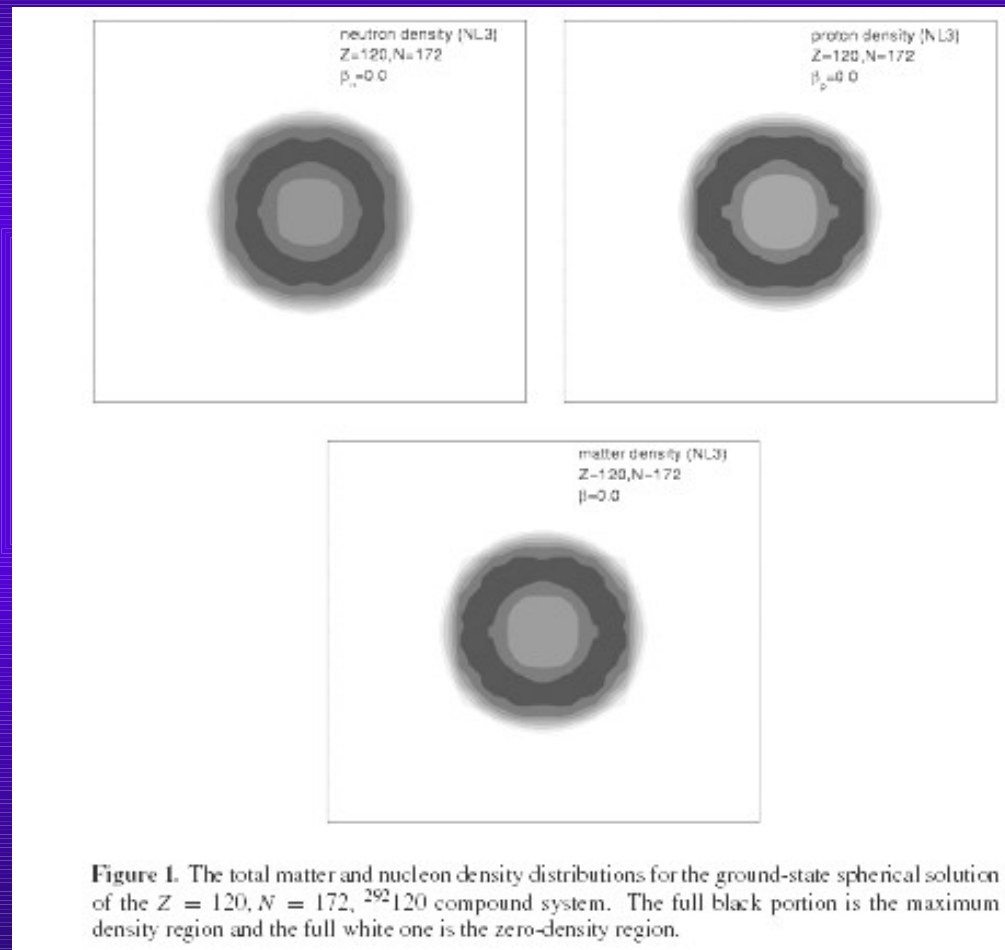 neutron density (NL3)
Z=120,N=172
βₙ=0.0
proton density (NL3)
Z=120,N=172
βₚ=0.0
matter density (NL3)
Z=120,N=172
β=0.0
Figure 1. The total matter and nucleon density distributions for the ground-state spherical solution
of the Z = 120, N = 172, ²⁹²120 compound system. The full black portion is the maximum
density region and the full white one is the zero-density region.